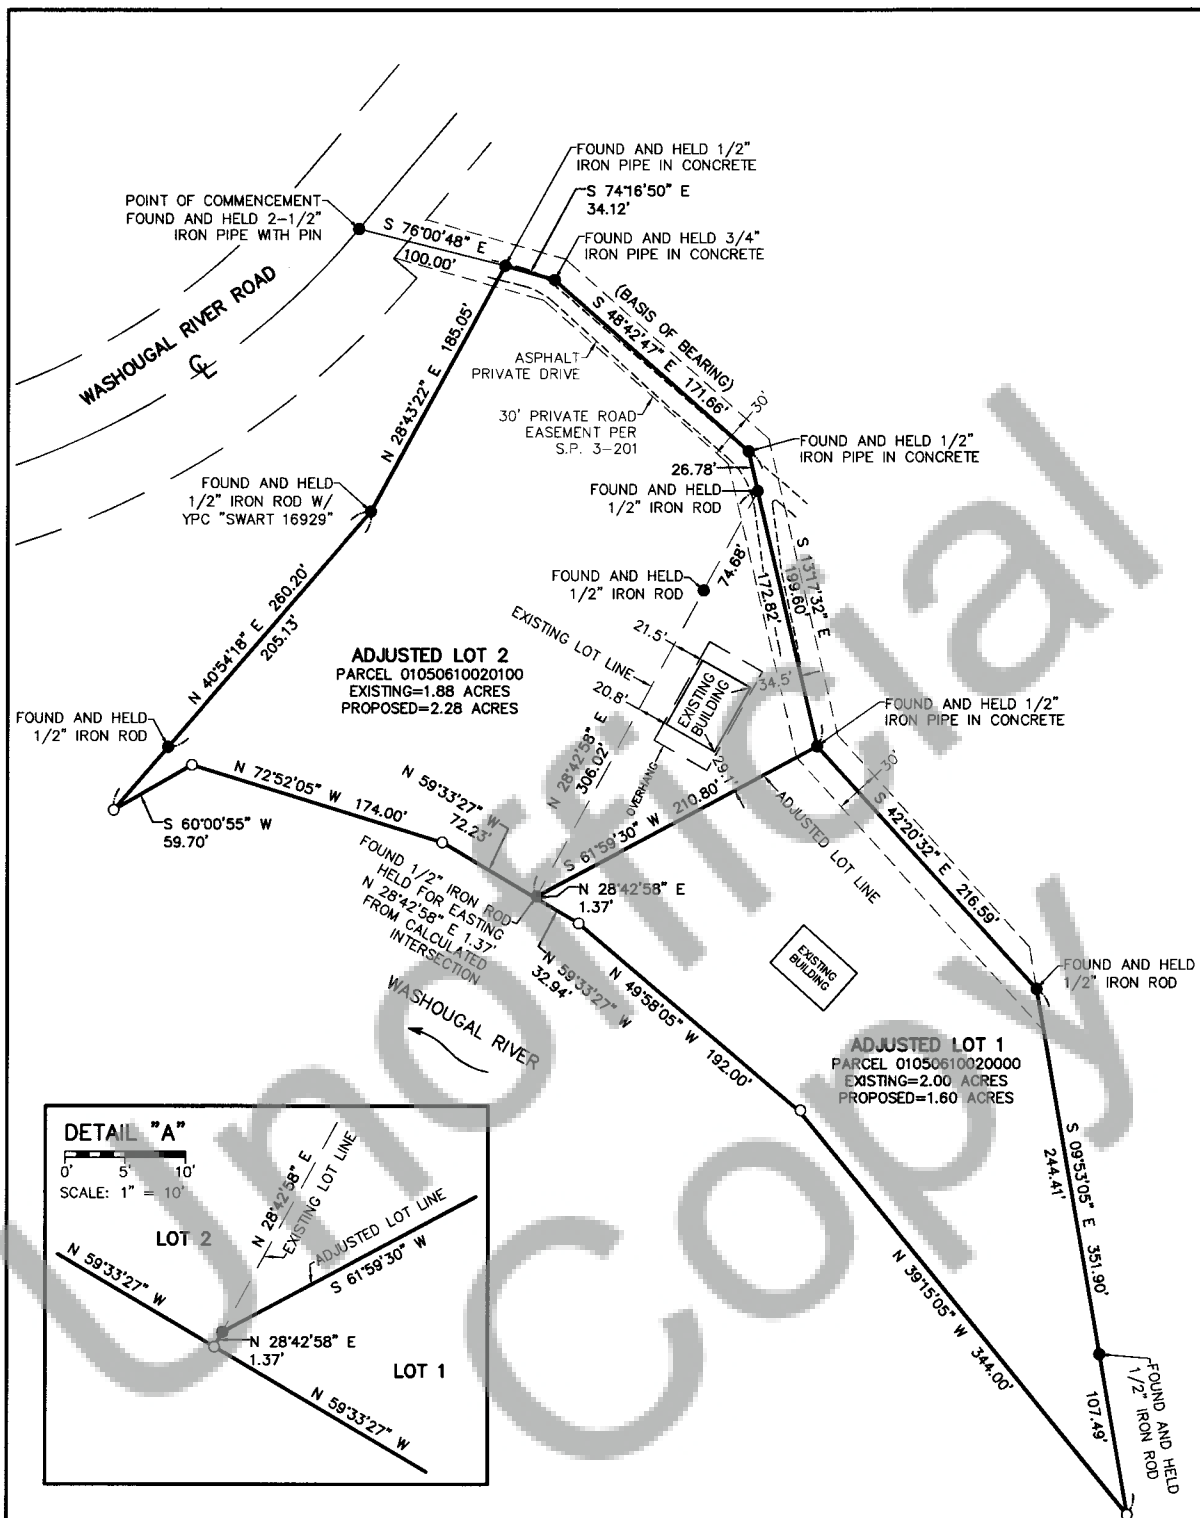 FOUND AND HELD 1/2"
IRON PIPE IN CONCRETE
S 74°16'50" E
34.12'
POINT OF COMMENCEMENT
FOUND AND HELD 2-1/2"
IRON PIPE WITH PIN
S 76°00'48" E
100.00'
FOUND AND HELD 3/4"
IRON PIPE IN CONCRETE
WASHOUGAL RIVER ROAD
CL
(BASIS OF BEARING)
S 48°42'47" E 171.66'
N 28°43'22" E 185.05'
ASPHALT
PRIVATE DRIVE
30' PRIVATE ROAD
EASEMENT PER
S.P. 3-201
30'
FOUND AND HELD 1/2"
IRON PIPE IN CONCRETE
26.78'
FOUND AND HELD
1/2" IRON ROD
FOUND AND HELD
1/2" IRON ROD W/
YPC "SWART 16929"
S 13°17'32" E
199.60'
172.82'
74.68'
FOUND AND HELD
1/2" IRON ROD
N 40°54'18" E 260.20'
205.13'
EXISTING LOT LINE
21.5'
20.8'
34.5'
29.1'
EXISTING
BUILDING
OVERHANG
ADJUSTED LOT 2
PARCEL 01050610020100
EXISTING=1.88 ACRES
PROPOSED=2.28 ACRES
FOUND AND HELD
1/2" IRON ROD
FOUND AND HELD 1/2"
IRON PIPE IN CONCRETE
N 28°42'58" E
306.02'
N 72°52'05" W 174.00'
N 59°33'27" W
72.23'
S 60°00'55" W
59.70'
S 61°59'30" W 210.80'
ADJUSTED LOT LINE
30'
S 42°20'32" E 216.59'
FOUND 1/2" IRON ROD
HELD FOR EASTING
N 28°42'58" E 1.37'
FROM CALCULATED
INTERSECTION
N 28°42'58" E
1.37'
N 59°33'27" W
32.94'
EXISTING
BUILDING
FOUND AND HELD
1/2" IRON ROD
WASHOUGAL RIVER
N 49°58'05" W 192.00'
ADJUSTED LOT 1
PARCEL 01050610020000
EXISTING=2.00 ACRES
PROPOSED=1.60 ACRES
S 09°53'05" E 351.90'
244.41'
N 39°15'05" W 344.00'
107.49'
FOUND AND HELD
1/2" IRON ROD
DETAIL "A"
0' 5' 10'
SCALE: 1" = 10'
LOT 2
N 28°42'58" E
EXISTING LOT LINE
ADJUSTED LOT LINE
S 61°59'30" W
N 59°33'27" W
N 28°42'58" E
1.37'
LOT 1
N 59°33'27" W
Unofficial
Copy